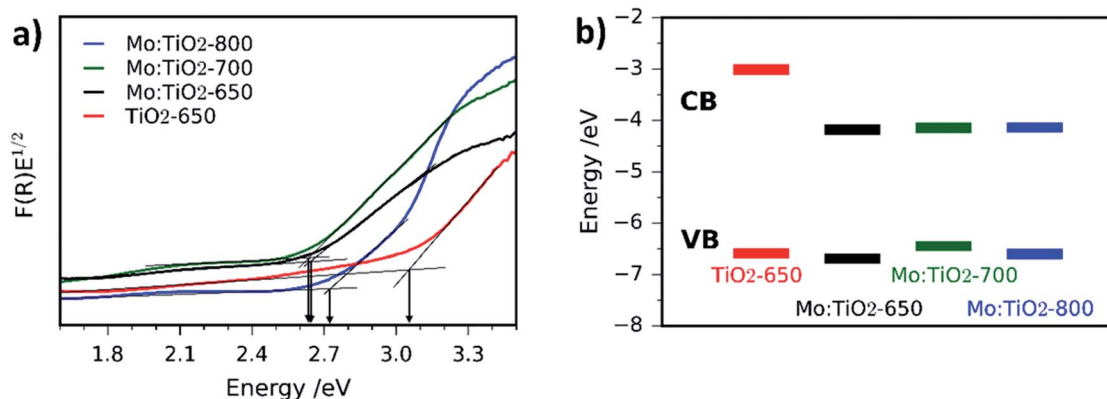 a)
Mo:TiO2-800
Mo:TiO2-700
Mo:TiO2-650
TiO2-650
F(R)E^1/2
1.8 2.1 2.4 2.7 3.0 3.3
Energy /eV
b)
−2
−3
−4
−5
−6
−7
−8
Energy /eV
CB
VB
TiO2-650
Mo:TiO2-700
Mo:TiO2-650
Mo:TiO2-800